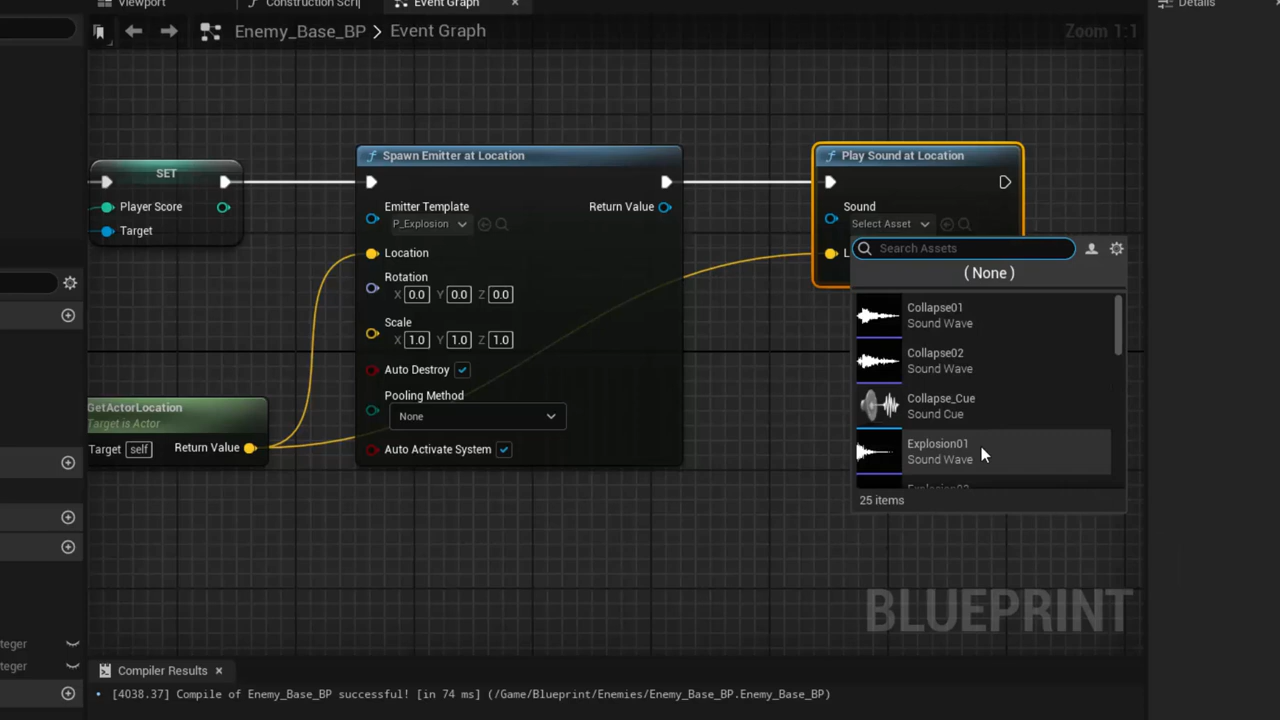 Viewport
Construction Scri
Event Graph
Details
Enemy_Base_BP > Event Graph
Zoom 1:1
SET
Player Score
Target
Spawn Emitter at Location
Emitter Template
P_Explosion
Return Value
Location
Rotation
X 0.0 Y 0.0 Z 0.0
Scale
X 1.0 Y 1.0 Z 1.0
Auto Destroy
Pooling Method
None
Auto Activate System
GetActorLocation
Target is Actor
Target self
Return Value
Play Sound at Location
Sound
Select Asset
L
Search Assets
( None )
Collapse01
Sound Wave
Collapse02
Sound Wave
Collapse_Cue
Sound Cue
Explosion01
Sound Wave
25 items
BLUEPRINT
teger
teger
Compiler Results
[4038.37] Compile of Enemy_Base_BP successful! [in 74 ms] (/Game/Blueprint/Enemies/Enemy_Base_BP.Enemy_Base_BP)